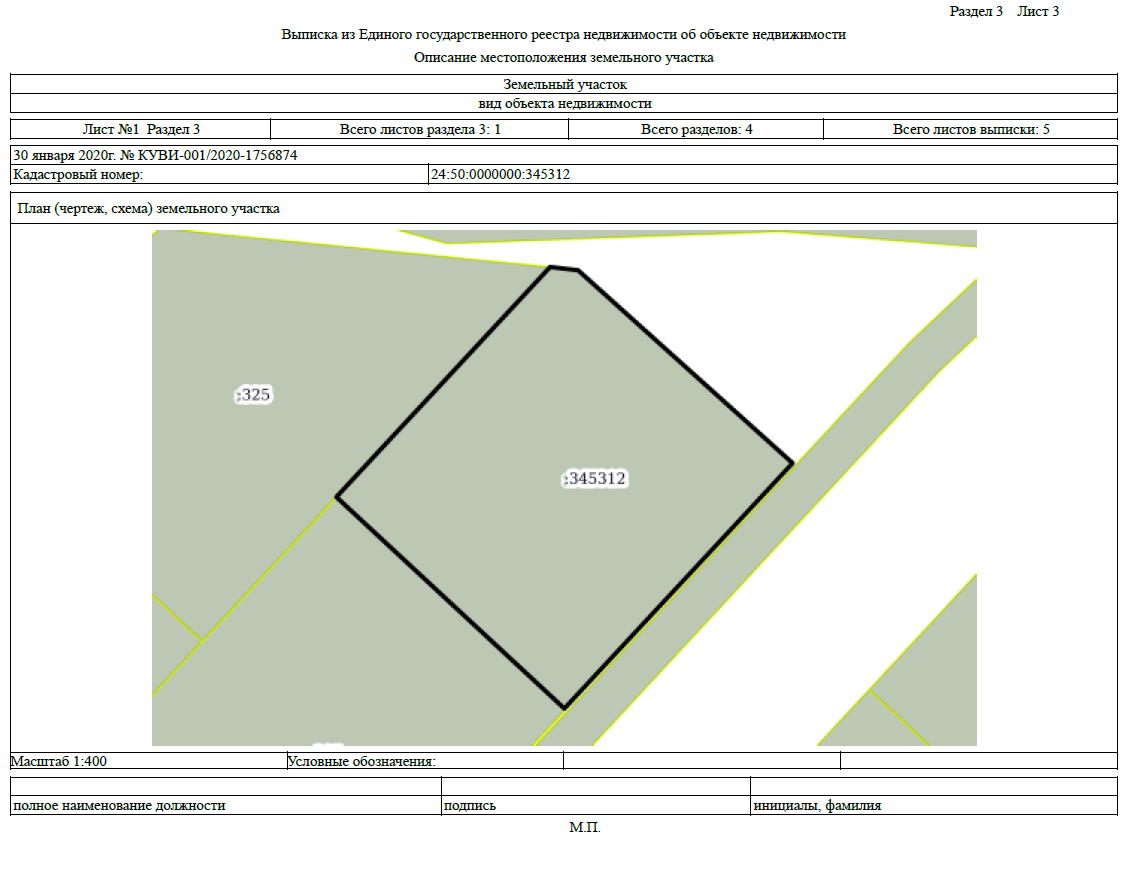 Раздел 3 Лист 3
Выписка из Единого государственного реестра недвижимости об объекте недвижимости
Описание местоположения земельного участка
Земельный участок
вид объекта недвижимости
Лист №1 Раздел 3 Всего листов раздела 3: 1 Всего разделов: 4 Всего листов выписки: 5
30 января 2020г. № КУВИ-001/2020-1756874
Кадастровый номер: 24:50:0000000:345312
План (чертеж, схема) земельного участка
:325
:345312
Масштаб 1:400 Условные обозначения:
полное наименование должности подпись инициалы, фамилия
М.П.